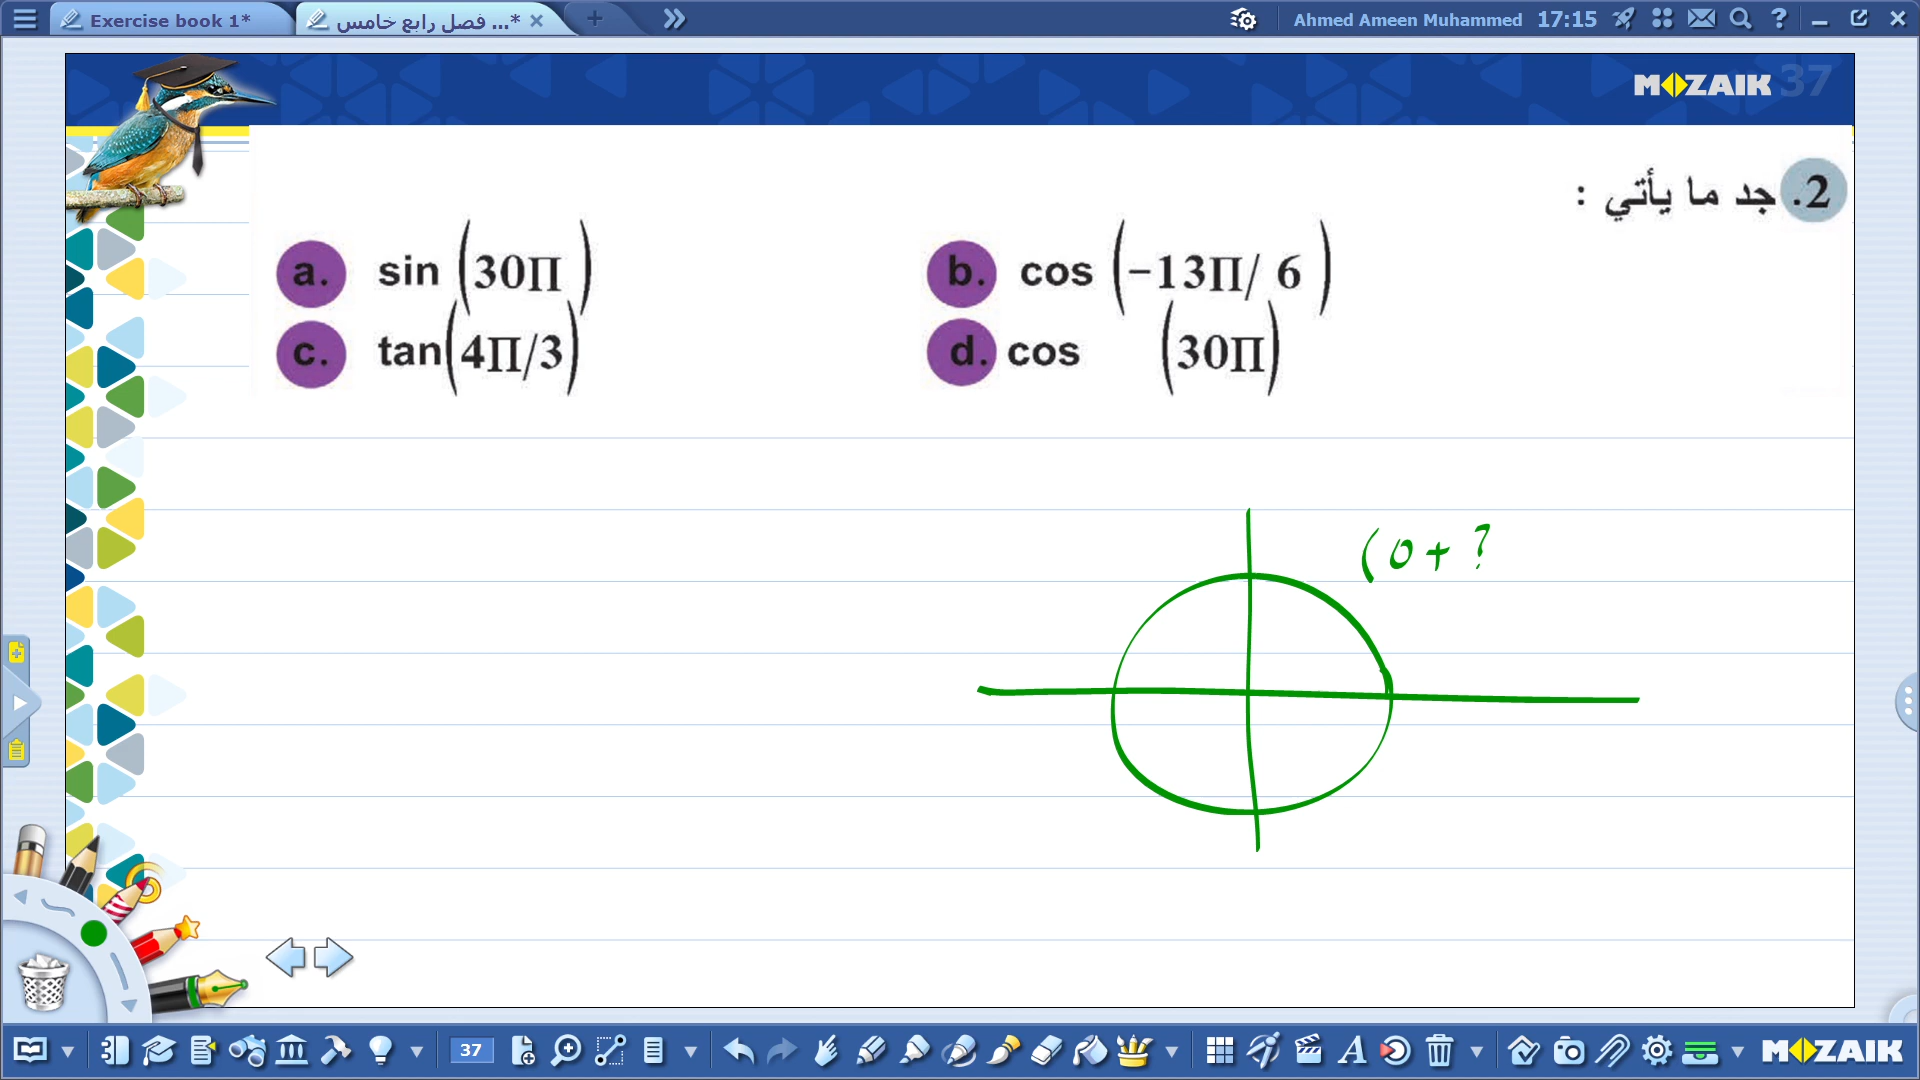 Exercise book 1*
فصل رابع خامس ...*
Ahmed Ameen Muhammed 17:15
MOZAIK 37
2. جد ما يأتي :
a. sin (30Π) b. cos (−13Π/ 6)
c. tan(4Π/3) d. cos (30Π)
(0+ ?
37
MOZAIK